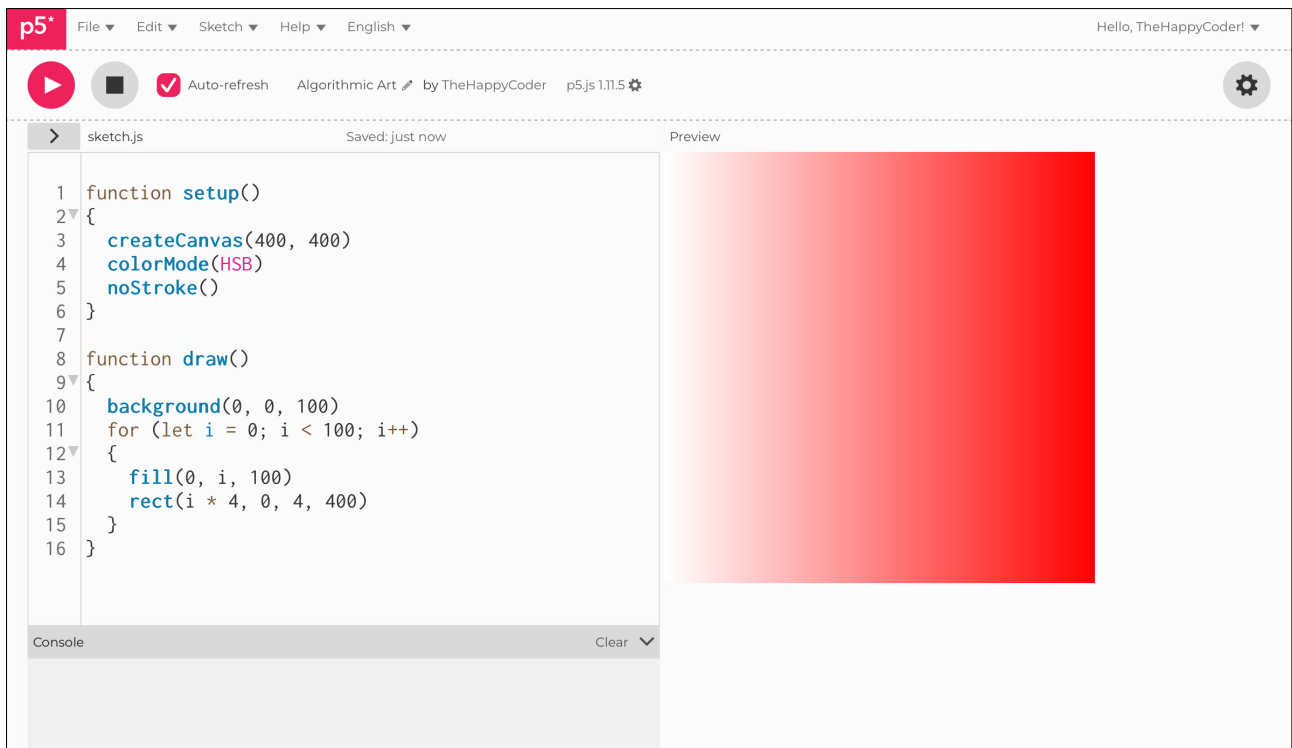 p5* File Edit Sketch Help English Hello, TheHappyCoder!
Auto-refresh Algorithmic Art by TheHappyCoder p5.js 1.11.5
sketch.js Saved: just now Preview
1 function setup()
2 {
3   createCanvas(400, 400)
4   colorMode(HSB)
5   noStroke()
6 }
7
8 function draw()
9 {
10   background(0, 0, 100)
11   for (let i = 0; i < 100; i++)
12   {
13     fill(0, i, 100)
14     rect(i * 4, 0, 4, 400)
15   }
16 }
Console Clear